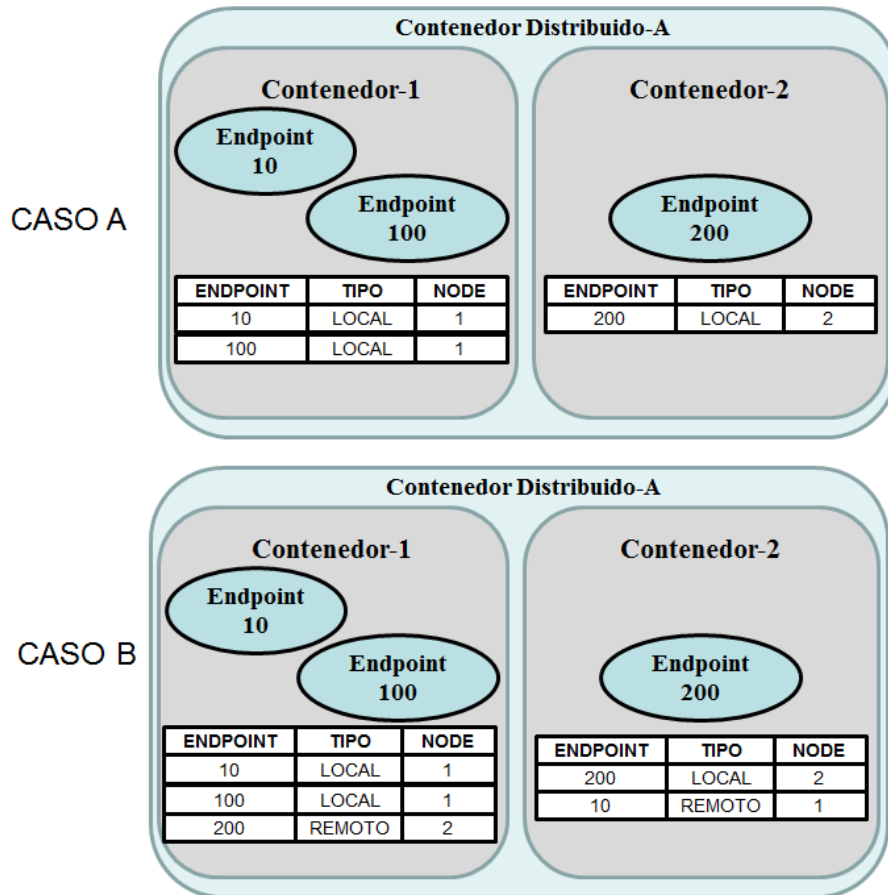 Contenedor Distribuido-A
Contenedor-1
Contenedor-2
Endpoint
10
Endpoint
100
Endpoint
200
CASO A
ENDPOINT TIPO NODE
10 LOCAL 1
100 LOCAL 1
ENDPOINT TIPO NODE
200 LOCAL 2
Contenedor Distribuido-A
Contenedor-1
Contenedor-2
Endpoint
10
Endpoint
100
Endpoint
200
CASO B
ENDPOINT TIPO NODE
10 LOCAL 1
100 LOCAL 1
200 REMOTO 2
ENDPOINT TIPO NODE
200 LOCAL 2
10 REMOTO 1